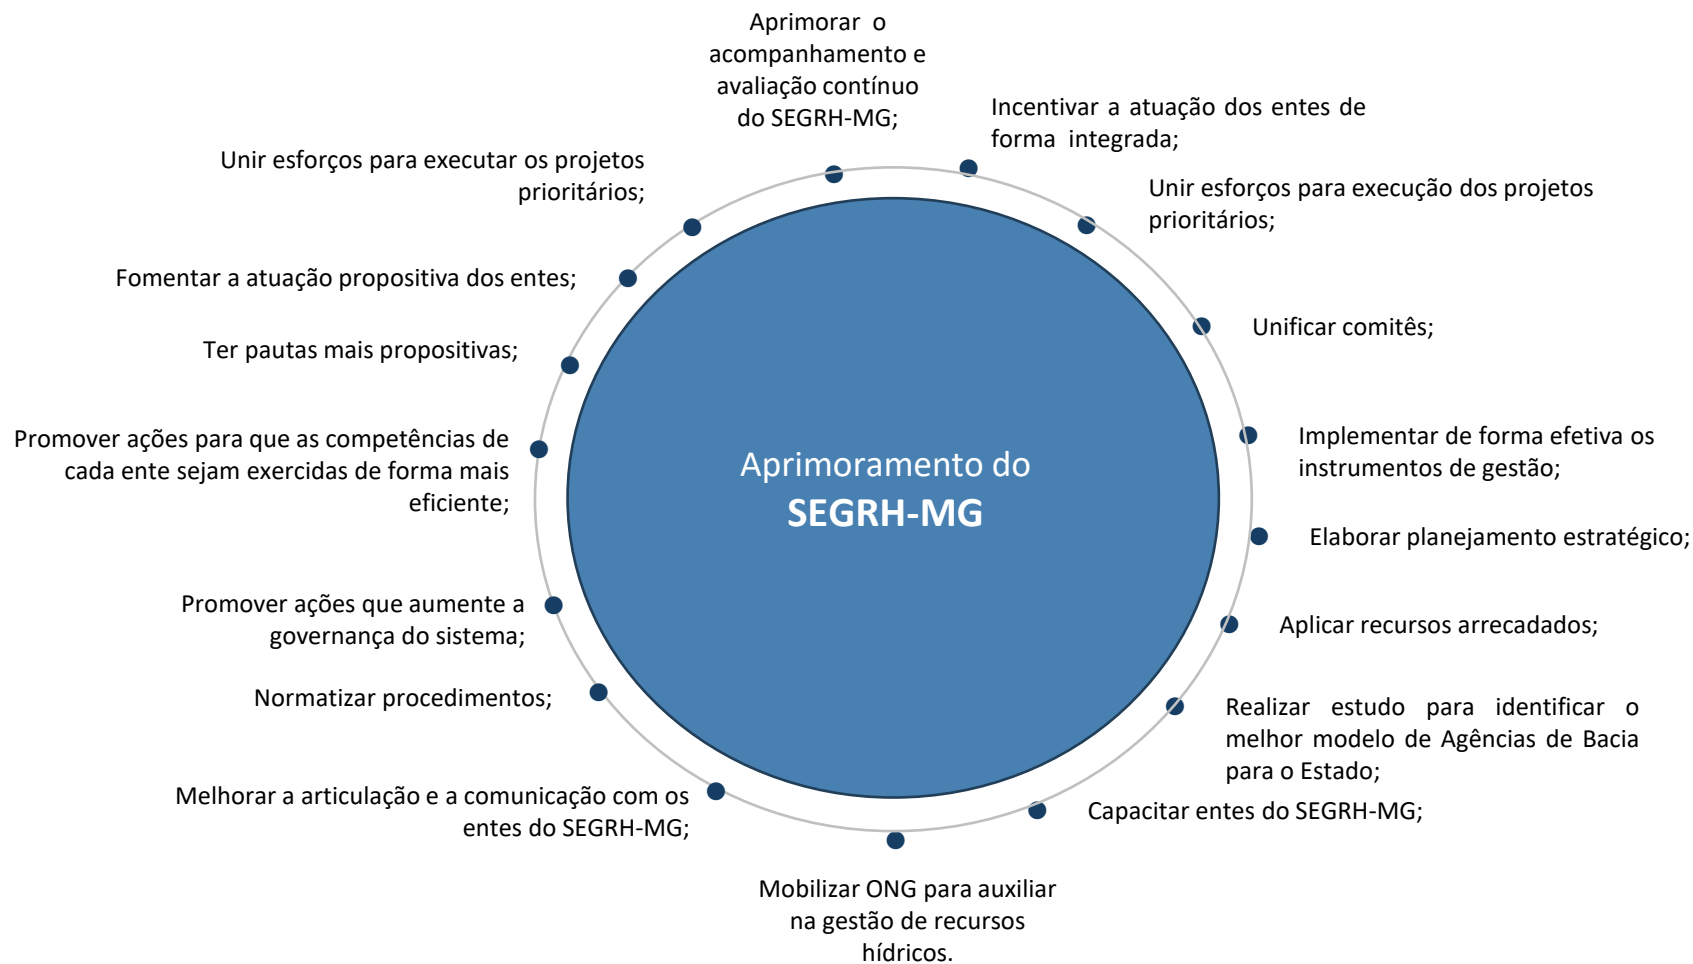 Aprimorar o
acompanhamento e
avaliação contínuo
do SEGRH-MG;
Incentivar a atuação dos entes de
forma integrada;
Unir esforços para execução dos projetos
prioritários;
Unificar comitês;
Implementar de forma efetiva os
instrumentos de gestão;
Elaborar planejamento estratégico;
Aplicar recursos arrecadados;
Realizar estudo para identificar o
melhor modelo de Agências de Bacia
para o Estado;
Capacitar entes do SEGRH-MG;
Mobilizar ONG para auxiliar
na gestão de recursos
hídricos.
Melhorar a articulação e a comunicação com os
entes do SEGRH-MG;
Normatizar procedimentos;
Promover ações que aumente a
governança do sistema;
Promover ações para que as competências de
cada ente sejam exercidas de forma mais
eficiente;
Ter pautas mais propositivas;
Fomentar a atuação propositiva dos entes;
Unir esforços para executar os projetos
prioritários;
Aprimoramento do
SEGRH-MG